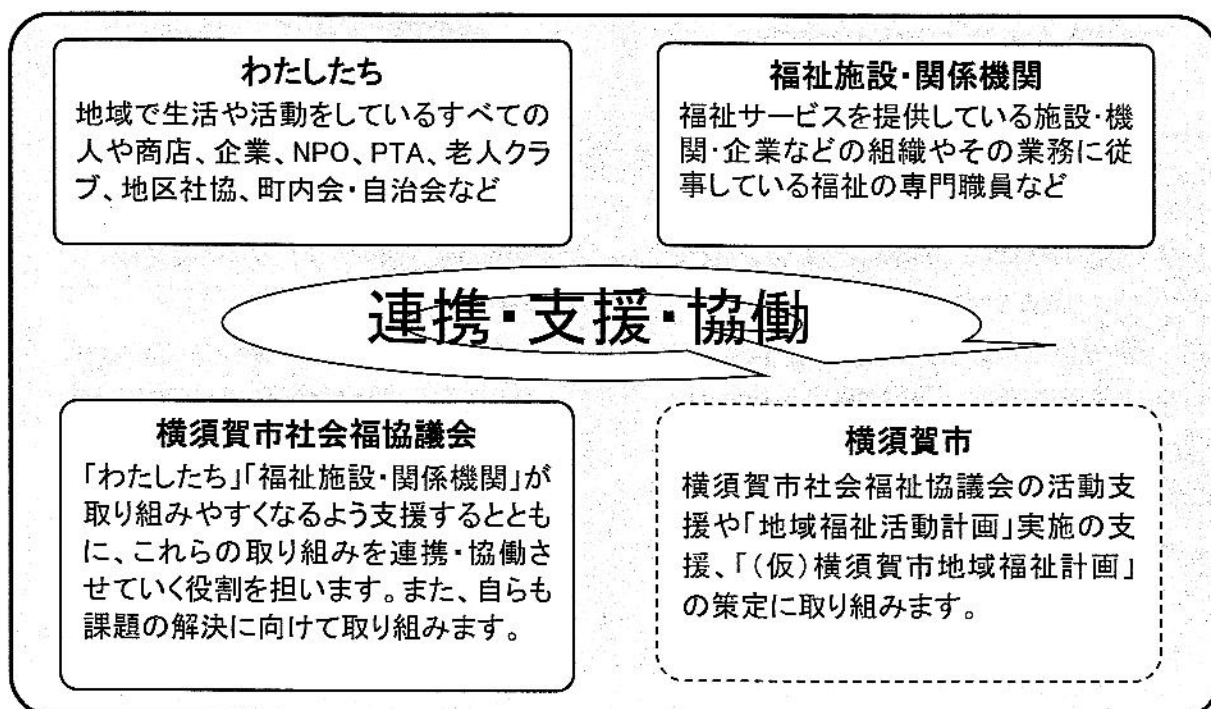 わたしたち
地域で生活や活動をしているすべての
人や商店、企業、NPO、PTA、老人クラ
ブ、地区社協、町内会・自治会など
福祉施設・関係機関
福祉サービスを提供している施設・機
関・企業などの組織やその業務に従
事している福祉の専門職員など
連携・支援・協働
横須賀市社会福協議会
「わたしたち」「福祉施設・関係機関」が
取り組みやすくなるよう支援するととも
に、これらの取り組みを連携・協働さ
せていく役割を担います。また、自らも
課題の解決に向けて取り組みます。
横須賀市
横須賀市社会福祉協議会の活動支
援や「地域福祉活動計画」実施の支
援、「(仮)横須賀市地域福祉計画」
の策定に取り組みます。